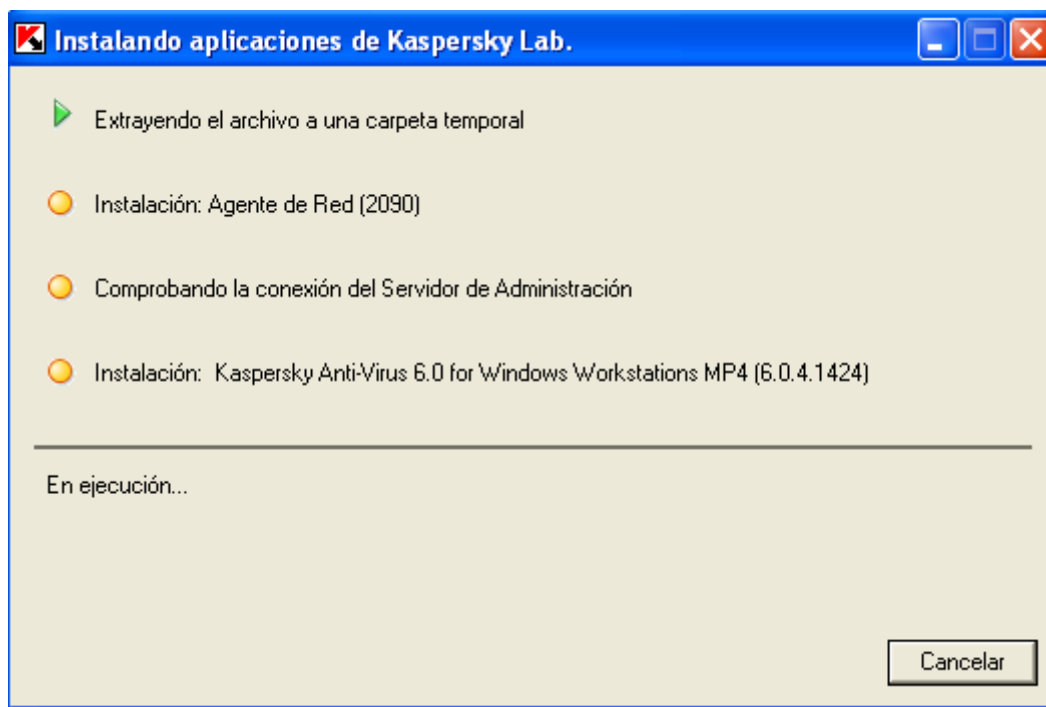 Instalando aplicaciones de Kaspersky Lab.
Extrayendo el archivo a una carpeta temporal
Instalación: Agente de Red (2090)
Comprobando la conexión del Servidor de Administración
Instalación:  Kaspersky Anti-Virus 6.0 for Windows Workstations MP4 (6.0.4.1424)
En ejecución...
Cancelar